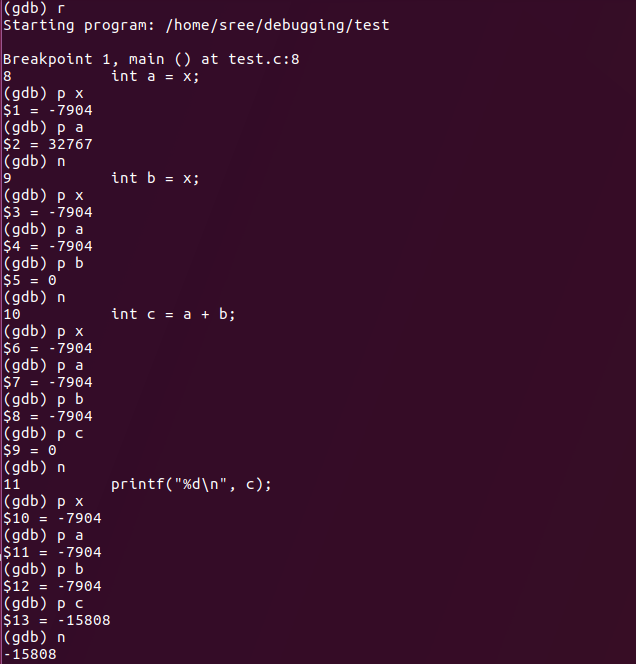 (gdb) r
Starting program: /home/sree/debugging/test
Breakpoint 1, main () at test.c:8
8           int a = x;
(gdb) p x
$1 = -7904
(gdb) p a
$2 = 32767
(gdb) n
9           int b = x;
(gdb) p x
$3 = -7904
(gdb) p a
$4 = -7904
(gdb) p b
$5 = 0
(gdb) n
10          int c = a + b;
(gdb) p x
$6 = -7904
(gdb) p a
$7 = -7904
(gdb) p b
$8 = -7904
(gdb) p c
$9 = 0
(gdb) n
11          printf("%d\n", c);
(gdb) p x
$10 = -7904
(gdb) p a
$11 = -7904
(gdb) p b
$12 = -7904
(gdb) p c
$13 = -15808
(gdb) n
-15808